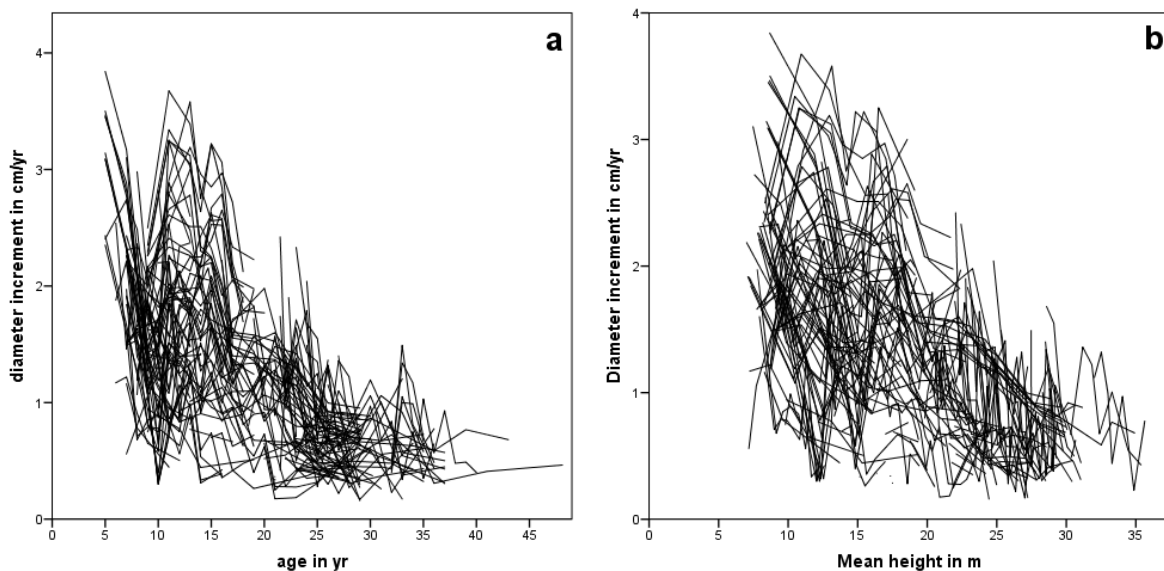 a
4
3
2
1
0
diameter increment in cm/yr
0 5 10 15 20 25 30 35 40 45
age in yr
b
4
3
2
1
0
Diameter increment in cm/yr
0 5 10 15 20 25 30 35
Mean height in m